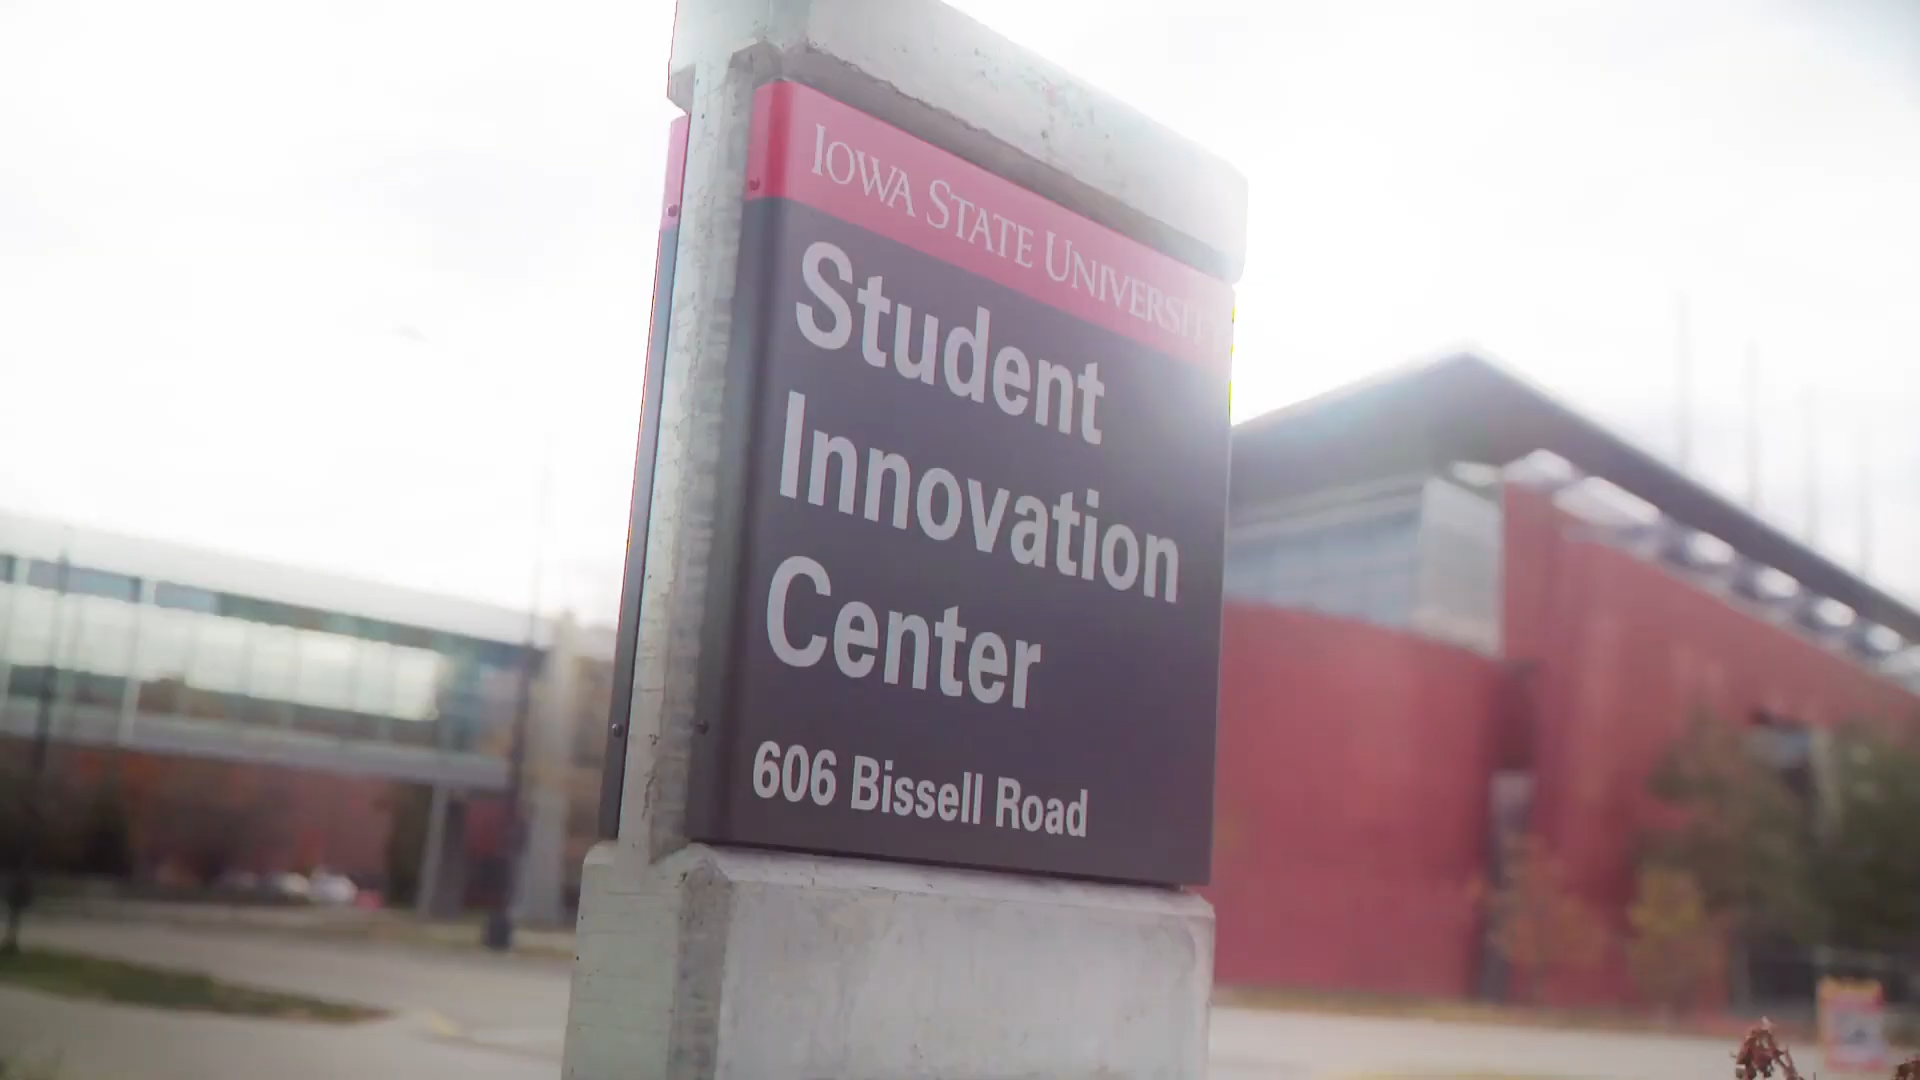 IOWA STATE UNIVERSITY
Student
Innovation
Center
606 Bissell Road